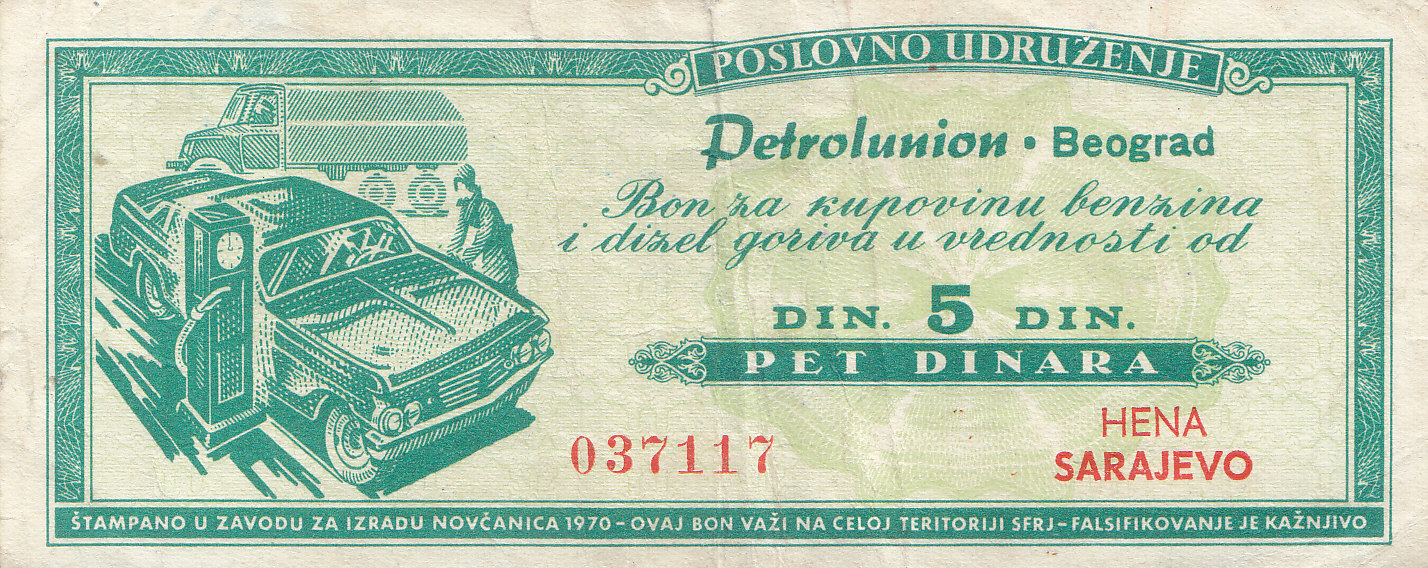 POSLOVNO UDRUŽENJE
Petrolunion • Beograd
Bon za kupovinu benzina
i dizel goriva u vrednosti od
DIN. 5 DIN.
PET DINARA
HENA
037117
SARAJEVO
ŠTAMPANO U ZAVODU ZA IZRADU NOVČANICA 1970 – OVAJ BON VAŽI NA CELOJ TERITORIJI SFRJ – FALSIFIKOVANJE JE KAŽNJIVO